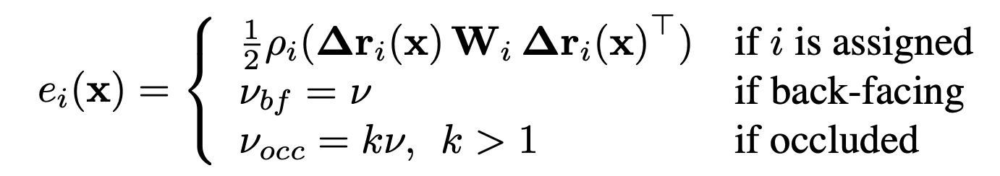 e_i(𝐱) = { ½ρ_i(𝚫𝐫_i(𝐱) 𝐖_i 𝚫𝐫_i(𝐱)^⊤) if i is assigned
ν_bf = ν if back-facing
ν_occ = kν, k > 1 if occluded